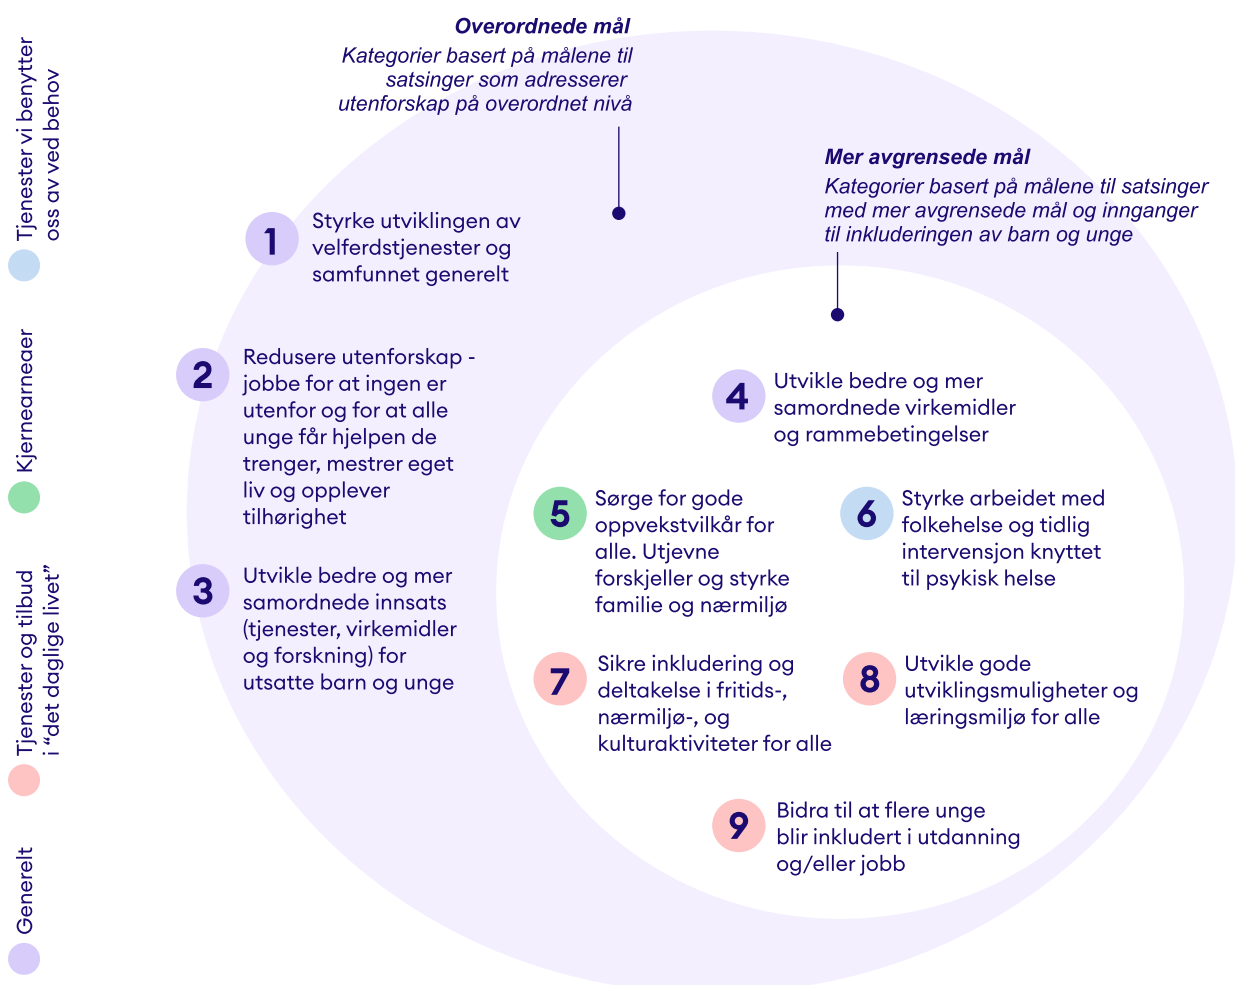 Overordnede mål
Kategorier basert på målene til
satsinger som adresserer
utenforskap på overordnet nivå
Mer avgrensede mål
Kategorier basert på målene til satsinger
med mer avgrensede mål og innganger
til inkluderingen av barn og unge
1
Styrke utviklingen av
velferdstjenester og
samfunnet generelt
2
Redusere utenforskap -
jobbe for at ingen er
utenfor og for at alle
unge får hjelpen de
trenger, mestrer eget
liv og opplever
tilhørighet
3
Utvikle bedre og mer
samordnede innsats
(tjenester, virkemidler
og forskning) for
utsatte barn og unge
4
Utvikle bedre og mer
samordnede virkemidler
og rammebetingelser
5
Sørge for gode
oppvekstvilkår for
alle. Utjevne
forskjeller og styrke
familie og nærmiljø
6
Styrke arbeidet med
folkehelse og tidlig
intervensjon knyttet
til psykisk helse
7
Sikre inkludering og
deltakelse i fritids-,
nærmiljø-, og
kulturaktiviteter for alle
8
Utvikle gode
utviklingsmuligheter og
læringsmiljø for alle
9
Bidra til at flere unge
blir inkludert i utdanning
og/eller jobb
Tjenester vi benytter
oss av ved behov
Kjernearneaer
Tjenester og tilbud
i “det daglige livet”
Generelt